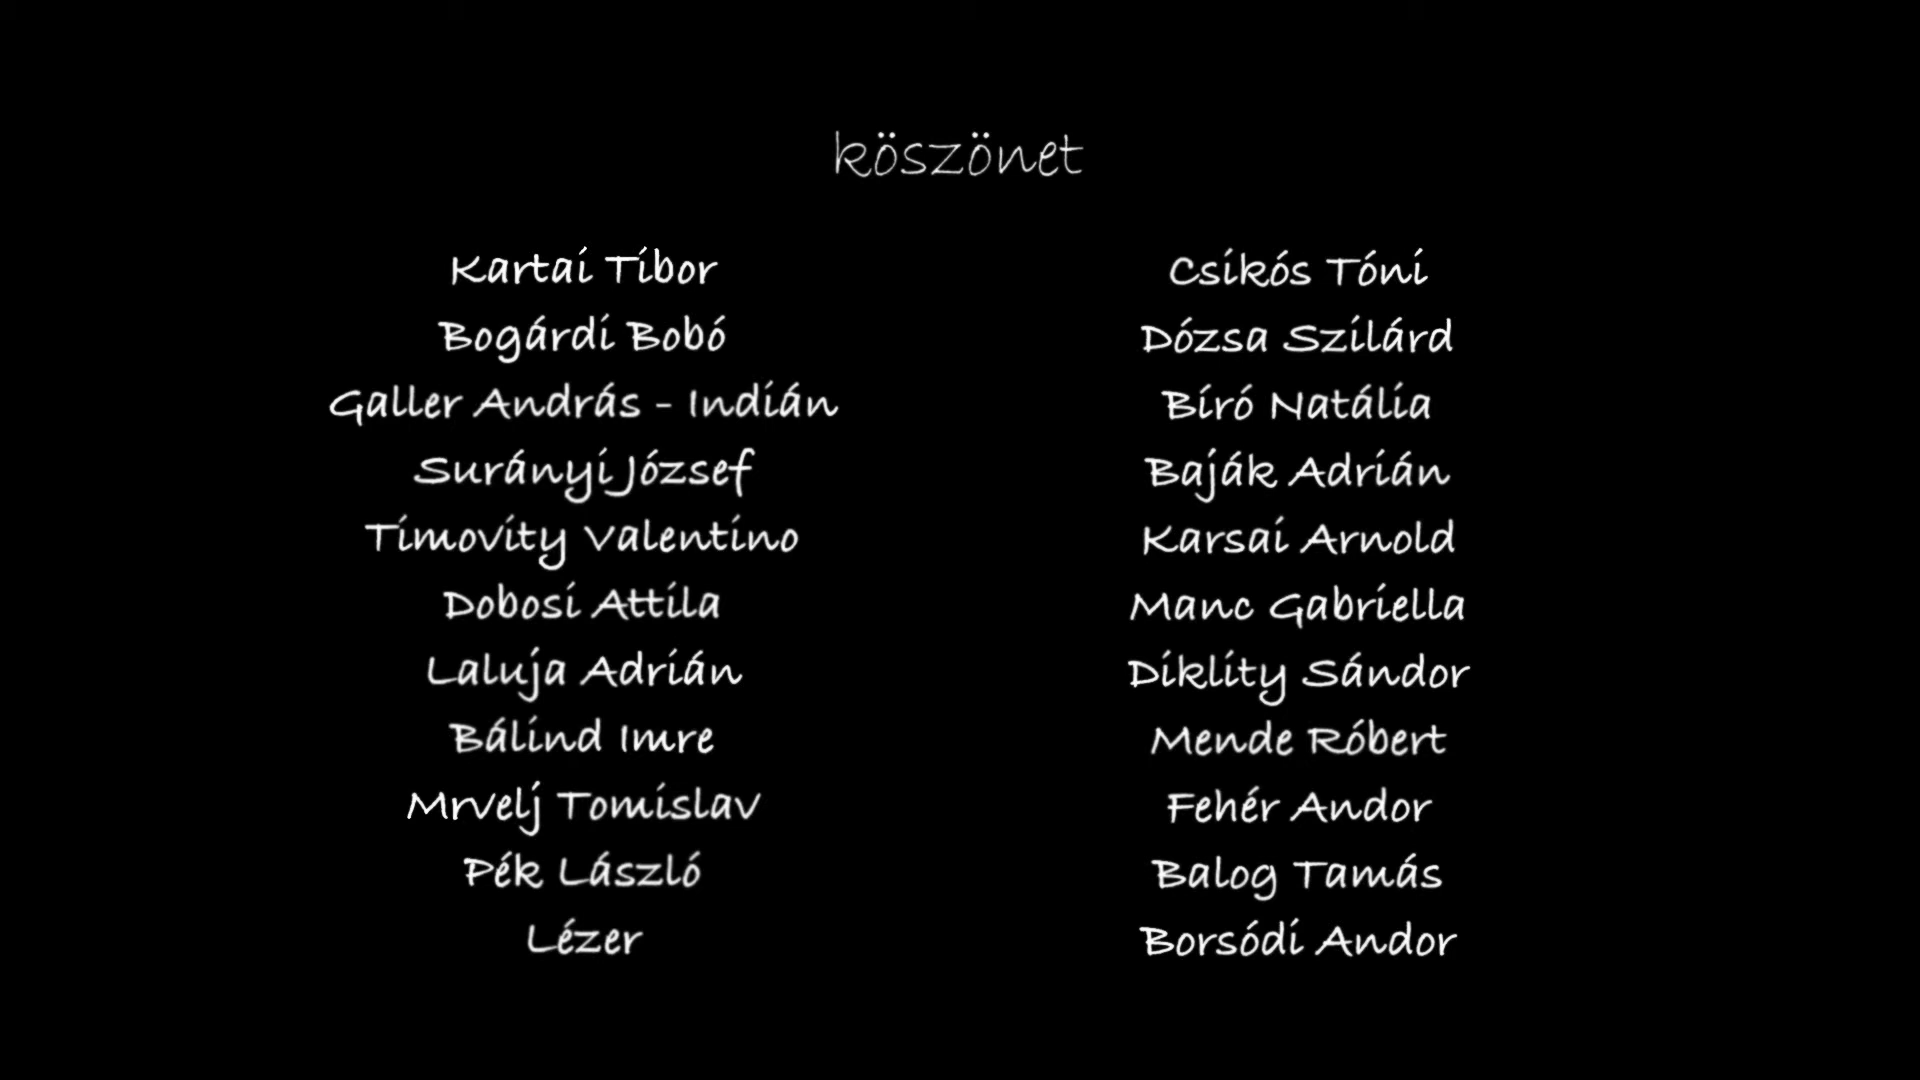 köszönet
Kartai Tibor
Bogárdi Bobó
Galler András - Indián
Surányi József
Timovity Valentino
Dobosi Attila
Laluja Adrián
Bálind Imre
Mrvelj Tomislav
Pék László
Lézer
Csikós Tóni
Dózsa Szilárd
Bíró Natália
Baják Adrián
Karsai Arnold
Manc Gabriella
Diklity Sándor
Mende Róbert
Fehér Andor
Balog Tamás
Borsódi Andor